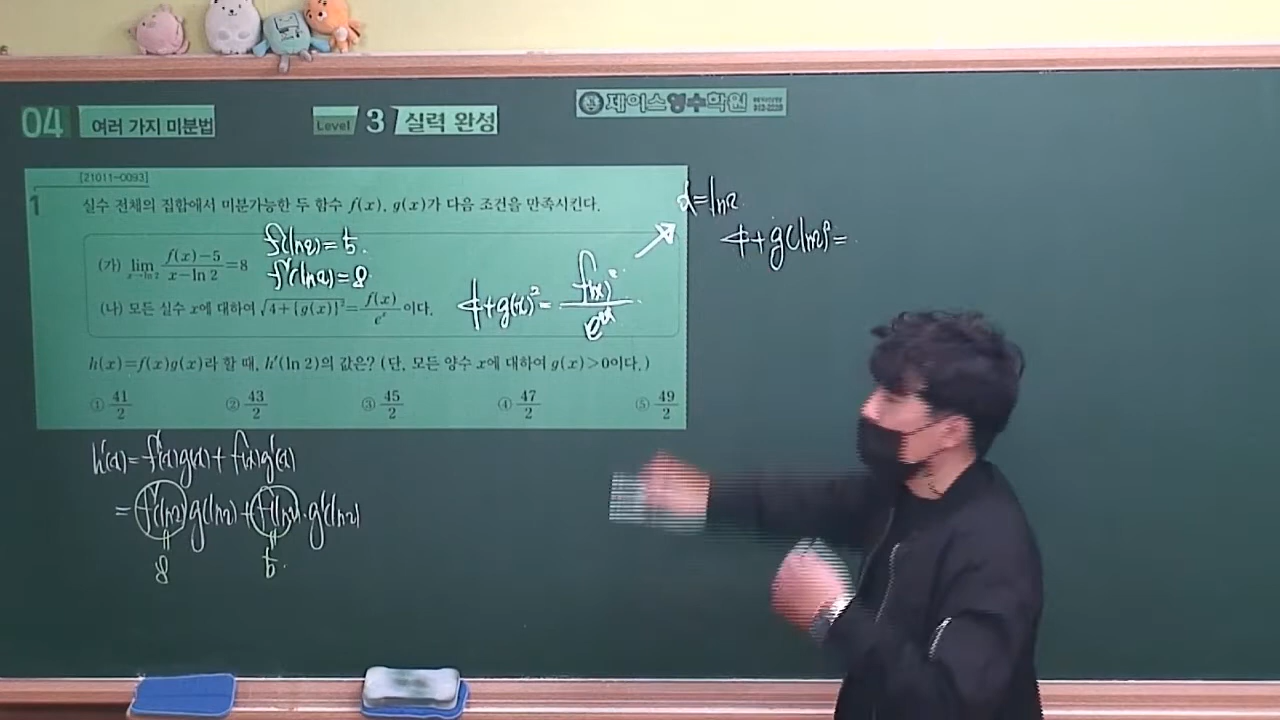 04 여러 가지 미분법 Level 3 실력 완성
제이스영수학원
[21011-0093]
1 실수 전체의 집합에서 미분가능한 두 함수 f(x), g(x)가 다음 조건을 만족시킨다.
(가) lim x→ln 2 f(x)-5 / x-ln 2 = 8
f(ln2)=5.
f'(ln2)=8
(나) 모든 실수 x에 대하여 √4+{g(x)}² = f(x)/eˣ 이다.
4+g(x)² = f(x)² / e²ˣ
h(x)=f(x)g(x)라 할 때, h'(ln 2)의 값은? (단, 모든 양수 x에 대하여 g(x)>0이다.)
① 41/2 ② 43/2 ③ 45/2 ④ 47/2 ⑤ 49/2
x=ln2
4+g(ln2)²=
h'(x)=f'(x)g(x)+f(x)g'(x)
=f'(ln2)g(ln2)+f(ln2)·g'(ln2)
8 5.